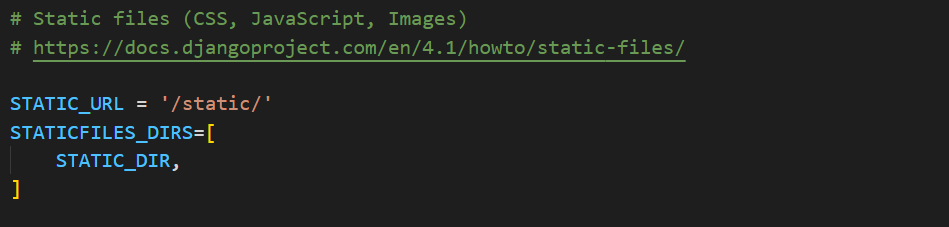 # Static files (CSS, JavaScript, Images)
# https://docs.djangoproject.com/en/4.1/howto/static-files/
STATIC_URL = '/static/'
STATICFILES_DIRS=[
    STATIC_DIR,
]